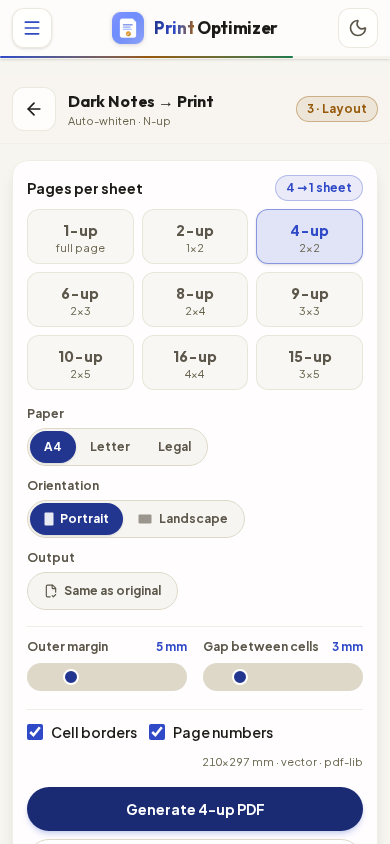 Print Optimizer
Dark Notes → Print
Auto-whiten · N-up
3 · Layout
Pages per sheet
4 → 1 sheet
1-up
full page
2-up
1×2
4-up
2×2
6-up
2×3
8-up
2×4
9-up
3×3
10-up
2×5
16-up
4×4
15-up
3×5
Paper
A4
Letter
Legal
Orientation
Portrait
Landscape
Output
Same as original
Outer margin
5 mm
Gap between cells
3 mm
Cell borders
Page numbers
210×297 mm · vector · pdf-lib
Generate 4-up PDF